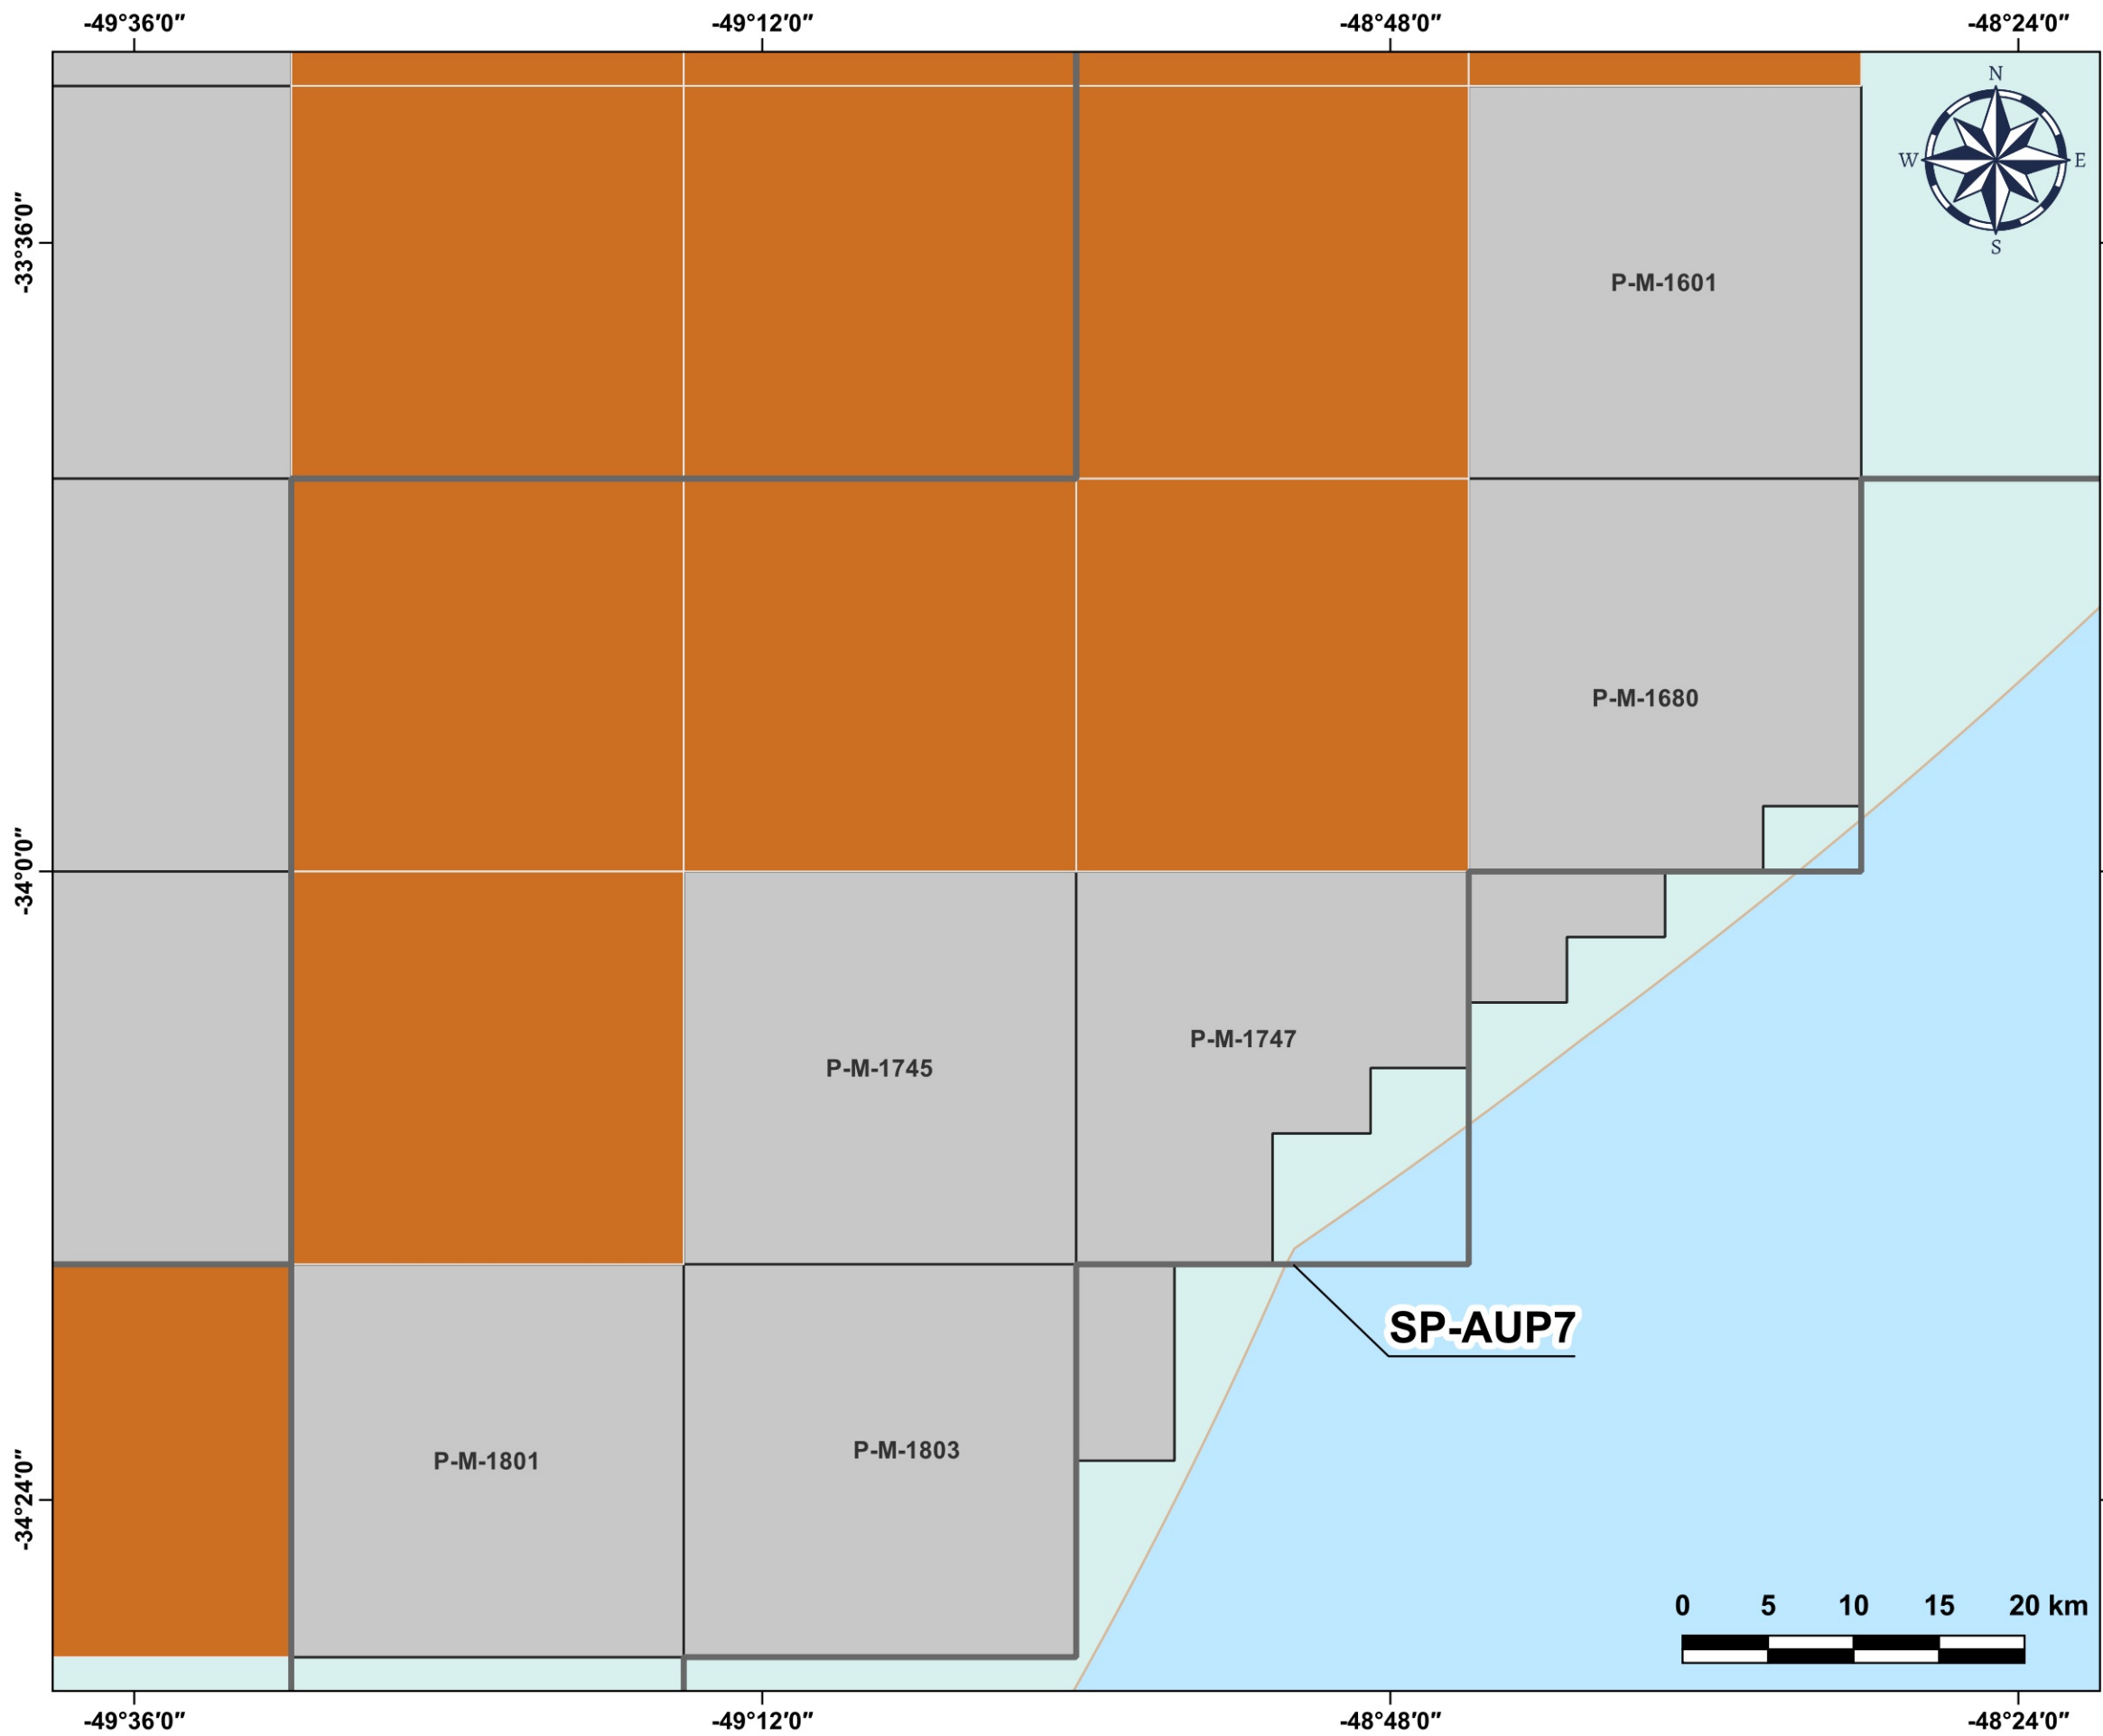 -49°36′0″ -49°12′0″ -48°48′0″ -48°24′0″
N
W E
S
-33°36′0″
P-M-1601
P-M-1680
-34°0′0″
P-M-1747
P-M-1745
SP-AUP7
P-M-1803
P-M-1801
-34°24′0″
0 5 10 15 20 km
-49°36′0″ -49°12′0″ -48°48′0″ -48°24′0″